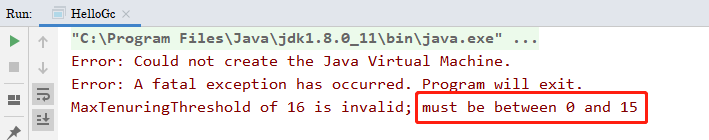 Run: HelloGc
"C:\Program Files\Java\jdk1.8.0_11\bin\java.exe" ...
Error: Could not create the Java Virtual Machine.
Error: A fatal exception has occurred. Program will exit.
MaxTenuringThreshold of 16 is invalid; must be between 0 and 15